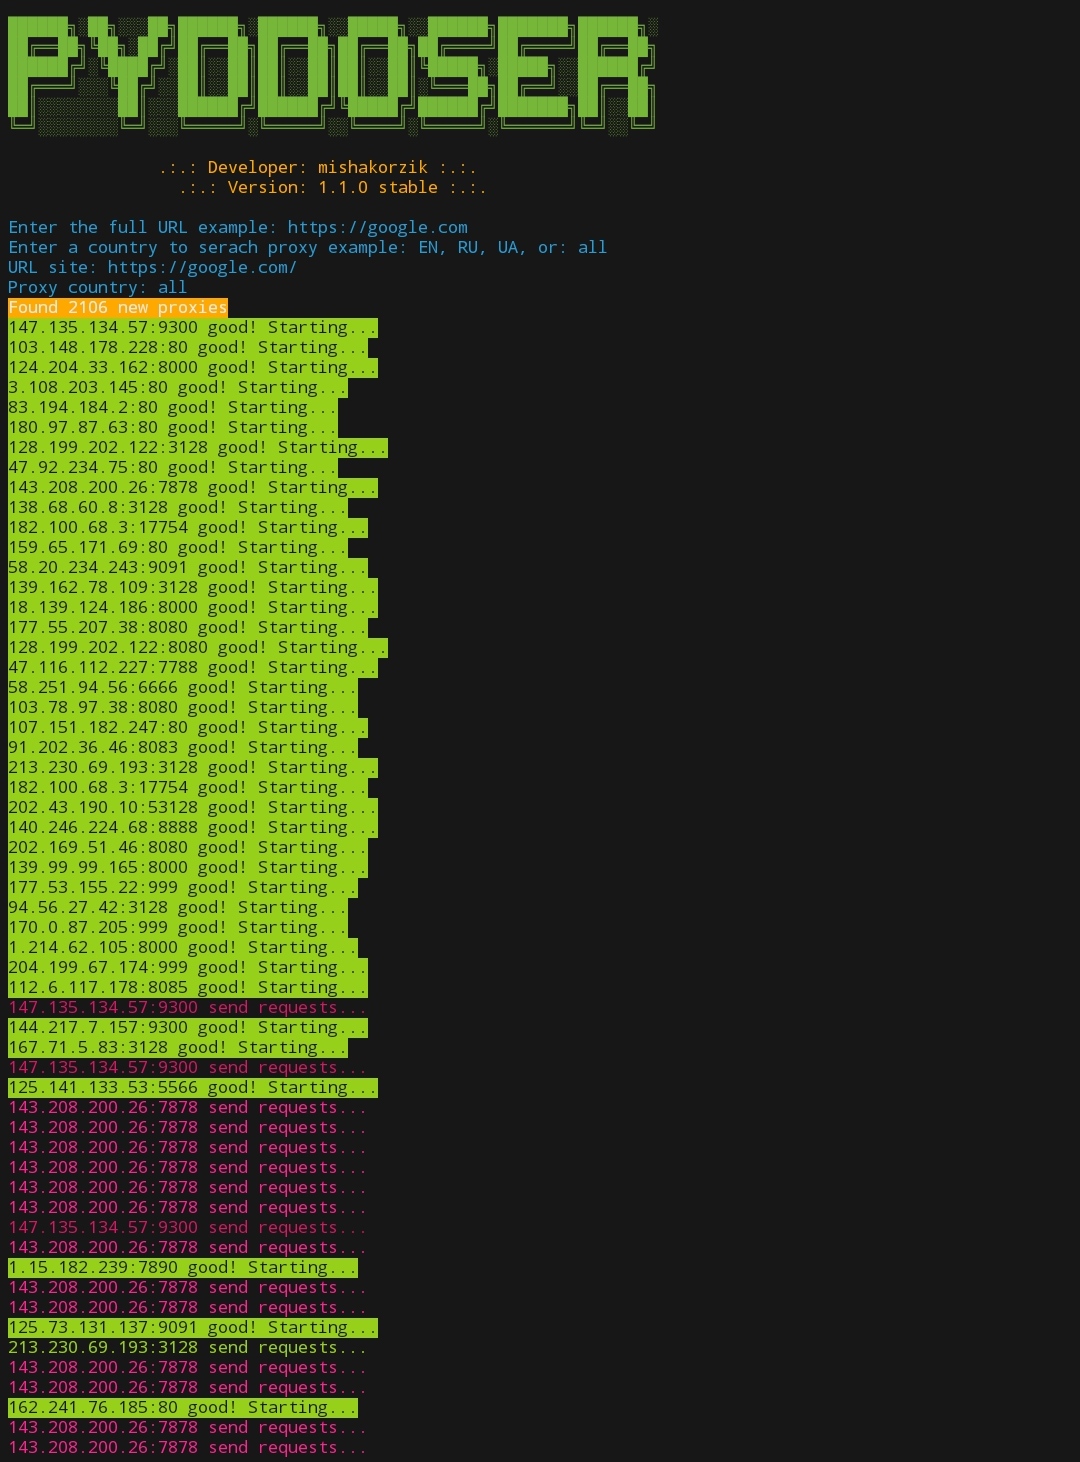 PYDDOSER
.:.: Developer: mishakorzik :.:.
.:.: Version: 1.1.0 stable :.:.
Enter the full URL example: https://google.com
Enter a country to serach proxy example: EN, RU, UA, or: all
URL site: https://google.com/
Proxy country: all
Found 2106 new proxies
147.135.134.57:9300 good! Starting...
103.148.178.228:80 good! Starting...
124.204.33.162:8000 good! Starting...
3.108.203.145:80 good! Starting...
83.194.184.2:80 good! Starting...
180.97.87.63:80 good! Starting...
128.199.202.122:3128 good! Starting...
47.92.234.75:80 good! Starting...
143.208.200.26:7878 good! Starting...
138.68.60.8:3128 good! Starting...
182.100.68.3:17754 good! Starting...
159.65.171.69:80 good! Starting...
58.20.234.243:9091 good! Starting...
139.162.78.109:3128 good! Starting...
18.139.124.186:8000 good! Starting...
177.55.207.38:8080 good! Starting...
128.199.202.122:8080 good! Starting...
47.116.112.227:7788 good! Starting...
58.251.94.56:6666 good! Starting...
103.78.97.38:8080 good! Starting...
107.151.182.247:80 good! Starting...
91.202.36.46:8083 good! Starting...
213.230.69.193:3128 good! Starting...
182.100.68.3:17754 good! Starting...
202.43.190.10:53128 good! Starting...
140.246.224.68:8888 good! Starting...
202.169.51.46:8080 good! Starting...
139.99.99.165:8000 good! Starting...
177.53.155.22:999 good! Starting...
94.56.27.42:3128 good! Starting...
170.0.87.205:999 good! Starting...
1.214.62.105:8000 good! Starting...
204.199.67.174:999 good! Starting...
112.6.117.178:8085 good! Starting...
147.135.134.57:9300 send requests...
144.217.7.157:9300 good! Starting...
167.71.5.83:3128 good! Starting...
147.135.134.57:9300 send requests...
125.141.133.53:5566 good! Starting...
143.208.200.26:7878 send requests...
143.208.200.26:7878 send requests...
143.208.200.26:7878 send requests...
143.208.200.26:7878 send requests...
143.208.200.26:7878 send requests...
143.208.200.26:7878 send requests...
147.135.134.57:9300 send requests...
143.208.200.26:7878 send requests...
1.15.182.239:7890 good! Starting...
143.208.200.26:7878 send requests...
143.208.200.26:7878 send requests...
125.73.131.137:9091 good! Starting...
213.230.69.193:3128 send requests...
143.208.200.26:7878 send requests...
143.208.200.26:7878 send requests...
162.241.76.185:80 good! Starting...
143.208.200.26:7878 send requests...
143.208.200.26:7878 send requests...